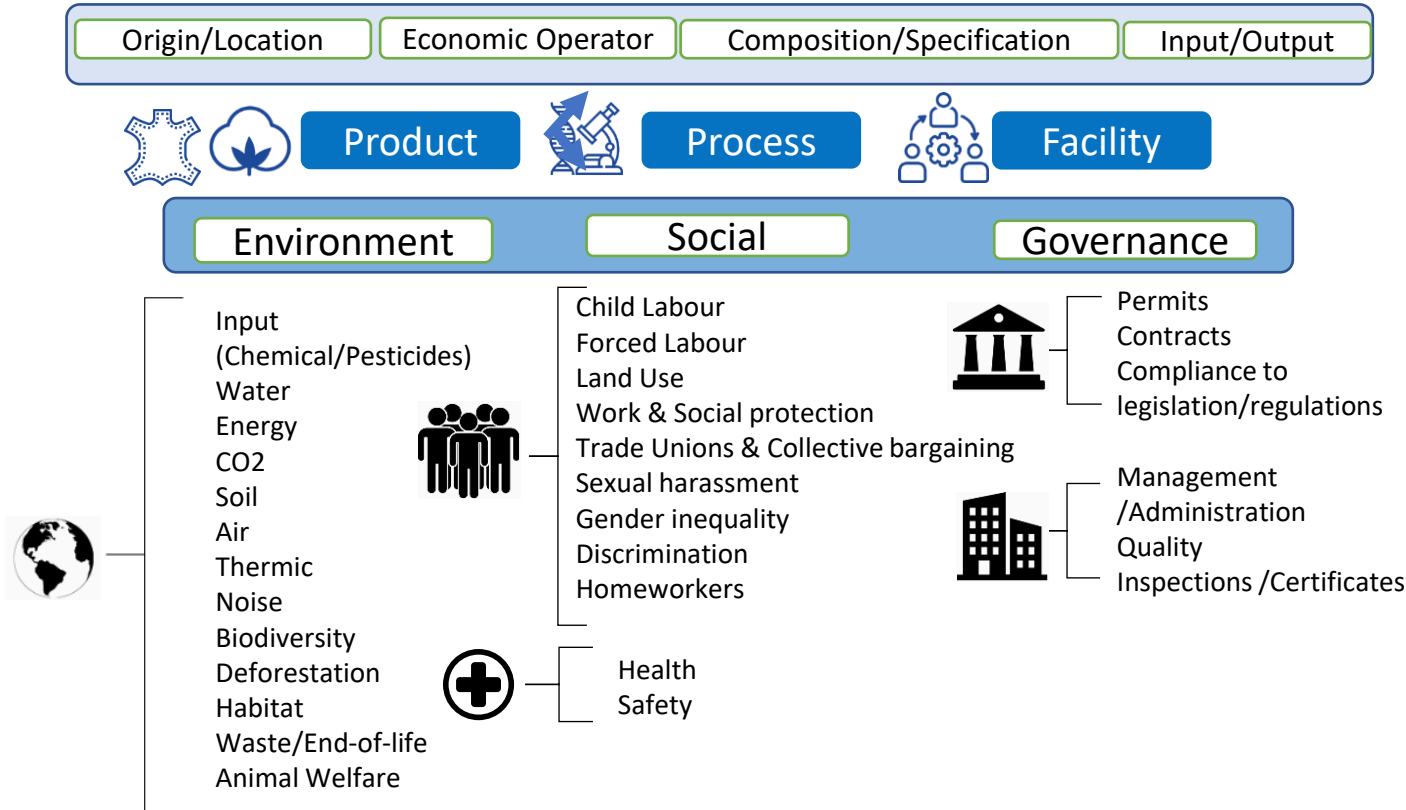 Origin/Location
Economic Operator
Composition/Specification
Input/Output
Product
Process
Facility
Environment
Social
Governance
Input
(Chemical/Pesticides)
Water
Energy
CO2
Soil
Air
Thermic
Noise
Biodiversity
Deforestation
Habitat
Waste/End-of-life
Animal Welfare
Child Labour
Forced Labour
Land Use
Work & Social protection
Trade Unions & Collective bargaining
Sexual harassment
Gender inequality
Discrimination
Homeworkers
Health
Safety
Permits
Contracts
Compliance to
legislation/regulations
Management
/Administration
Quality
Inspections /Certificates